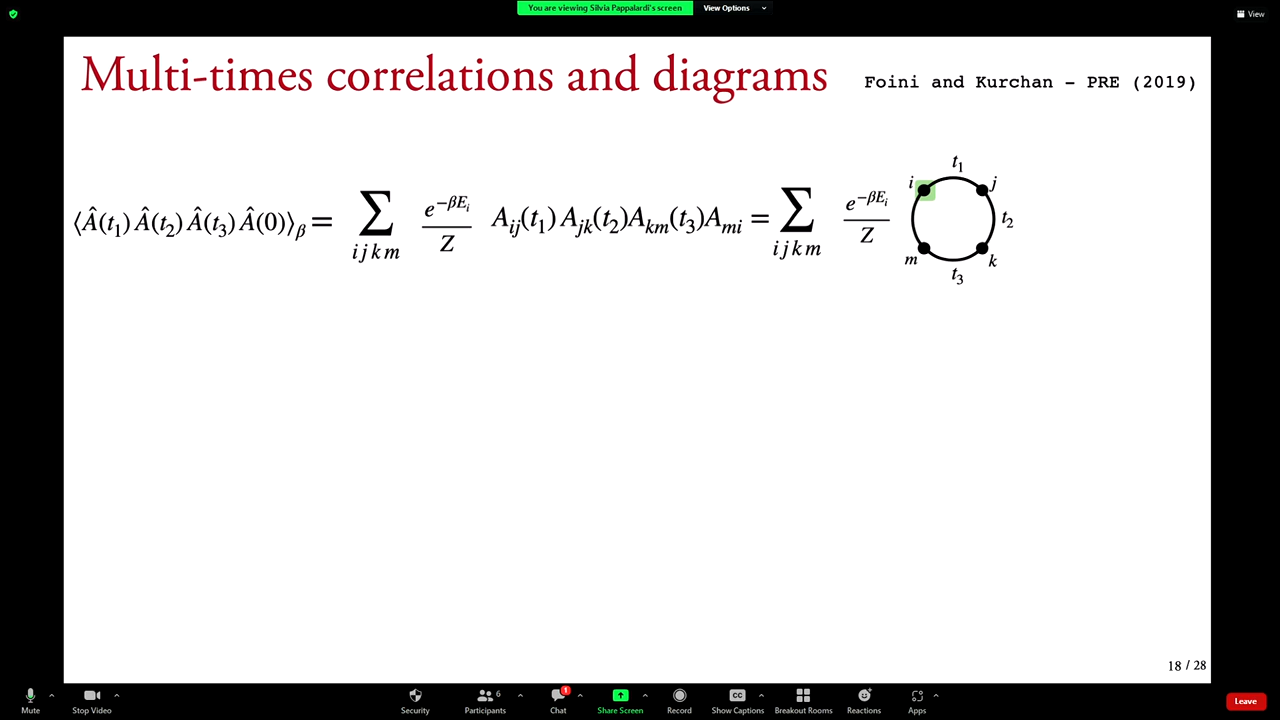 You are viewing Silvia Pappalardi's screen
View Options
View
Multi-times correlations and diagrams
Foini and Kurchan - PRE (2019)
⟨Â(t₁)Â(t₂)Â(t₃)Â(0)⟩_β = ∑_{i j k m} e^{-βE_i}/Z A_{ij}(t₁) A_{jk}(t₂)A_{km}(t₃)A_{mi} = ∑_{i j k m} e^{-βE_i}/Z
t₁
i
j
t₂
m
k
t₃
18 / 28
Mute
Stop Video
Security
6
Participants
1
Chat
Share Screen
Record
CC
Show Captions
Breakout Rooms
Reactions
Apps
Leave